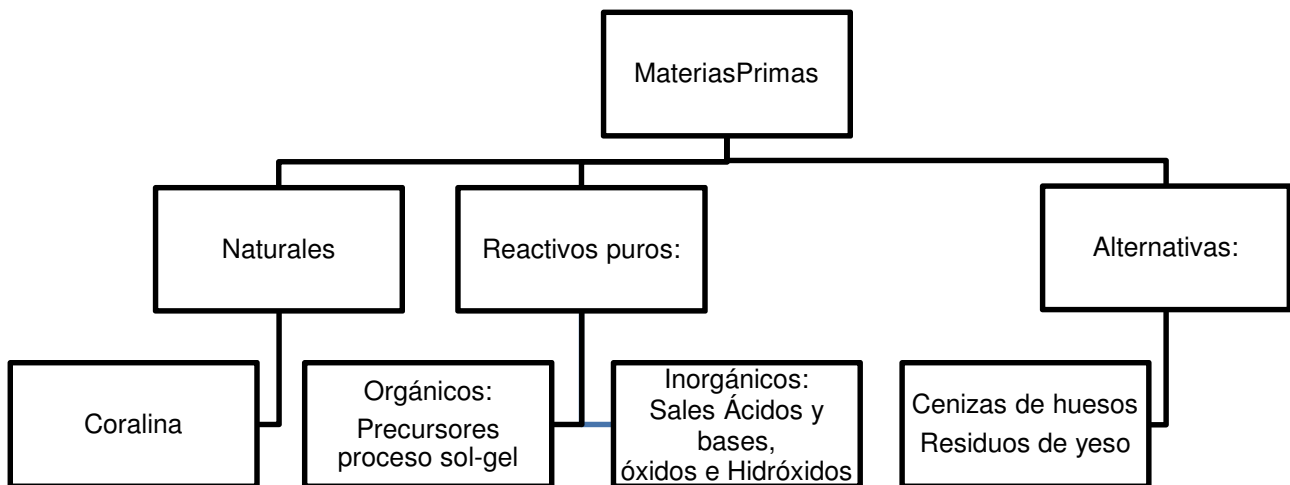 MateriasPrimas
Naturales
Reactivos puros:
Alternativas:
Coralina
Orgánicos:
Precursores
proceso sol-gel
Inorgánicos:
Sales Ácidos y
bases,
óxidos e Hidróxidos
Cenizas de huesos
Residuos de yeso